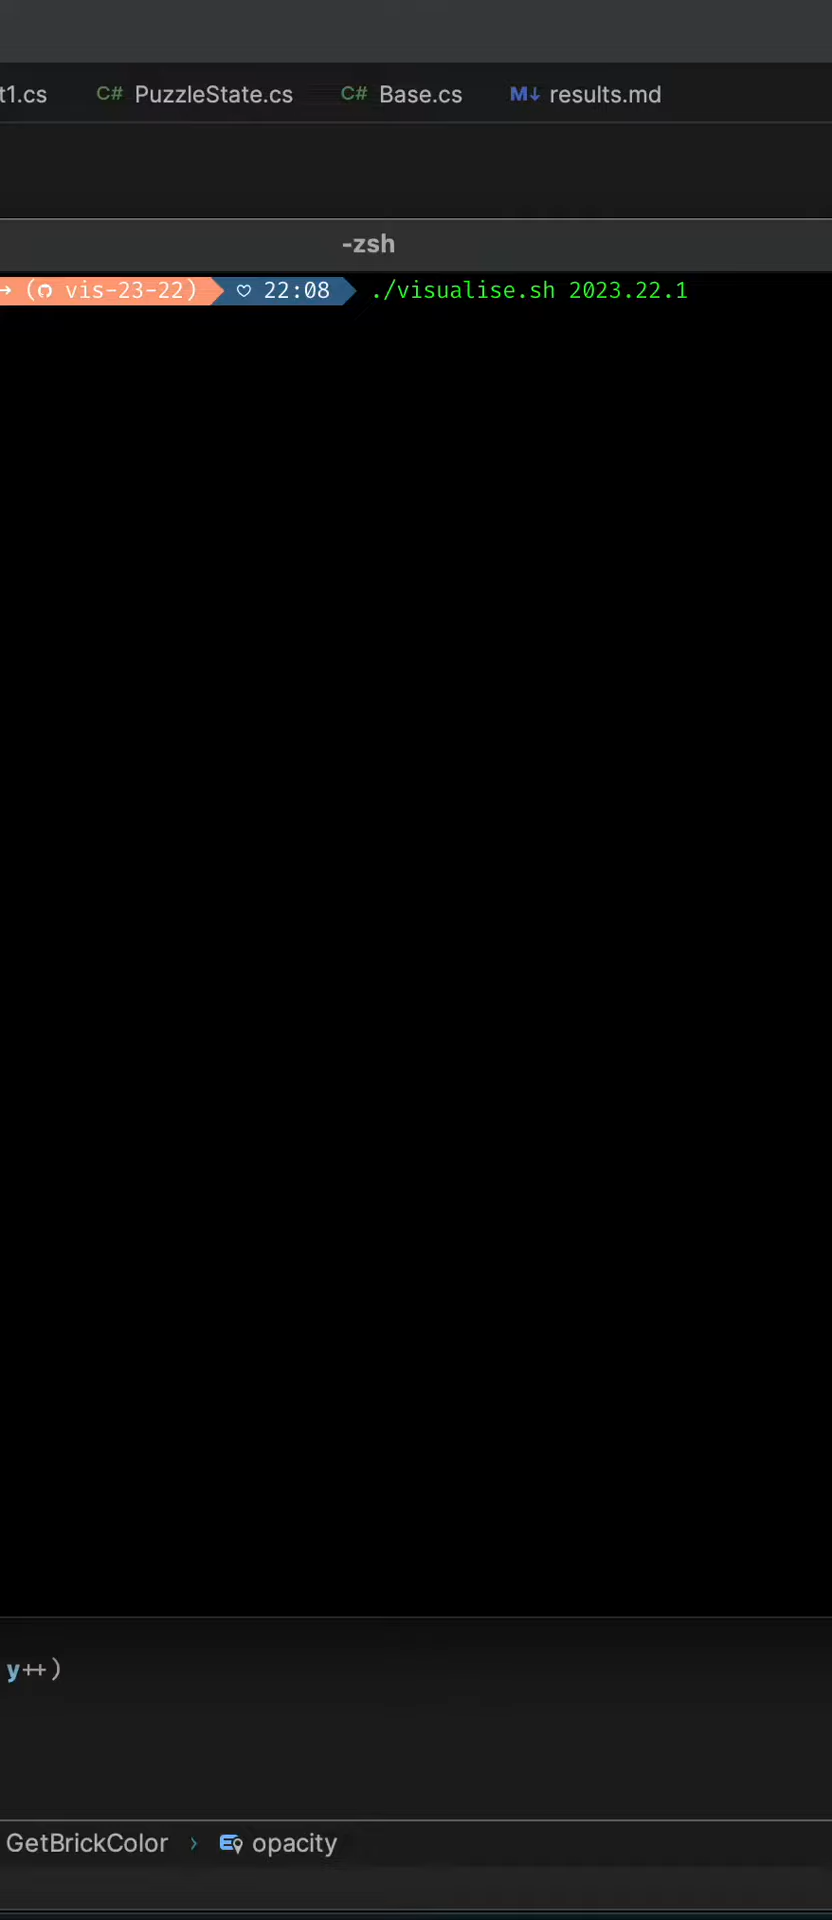 t1.cs C# PuzzleState.cs C# Base.cs M↓ results.md
-zsh
→ ( vis-23-22) ♡ 22:08 ./visualise.sh 2023.22.1
y++)
GetBrickColor › opacity